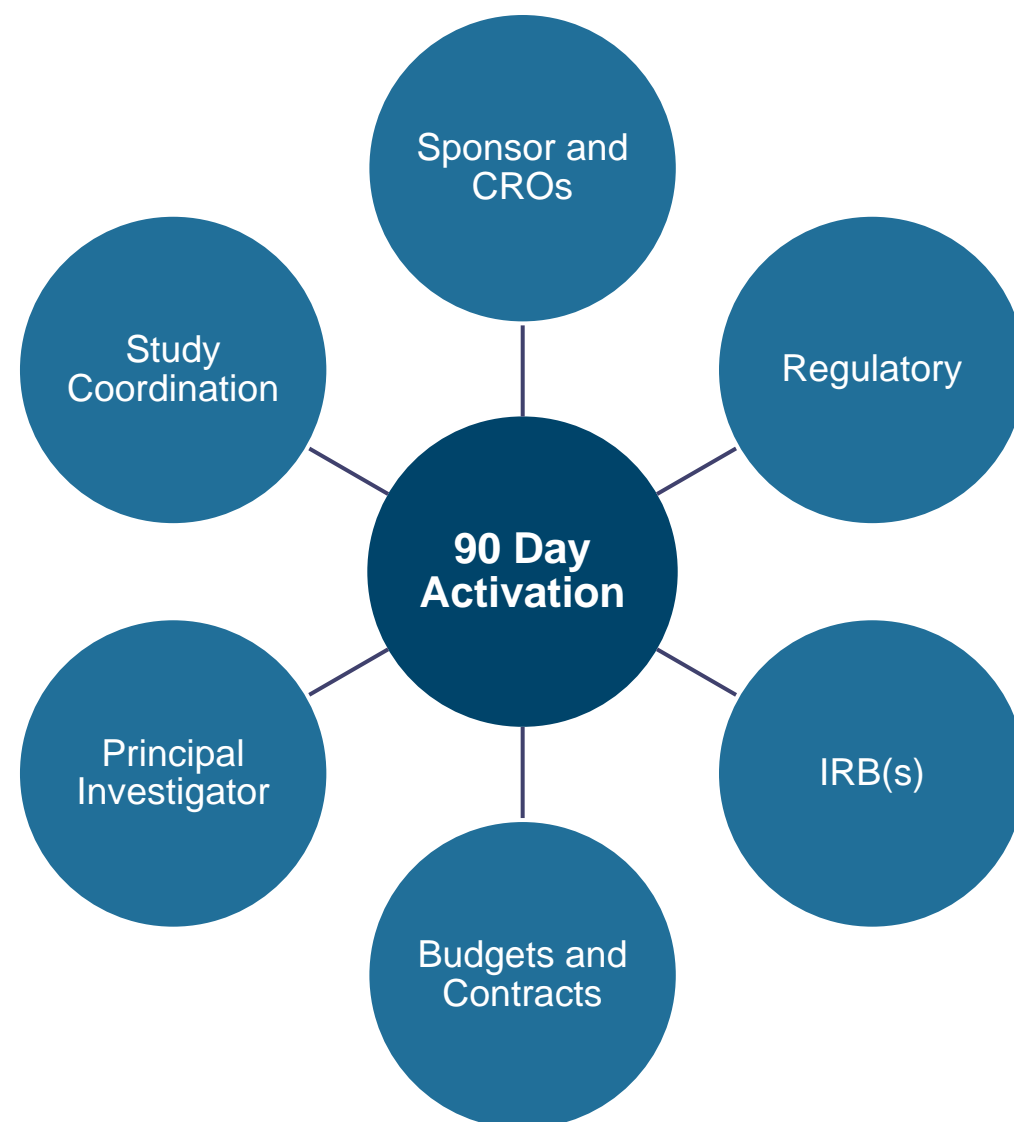 Sponsor and
CROs
Study
Coordination
Regulatory
90 Day
Activation
Principal
Investigator
IRB(s)
Budgets and
Contracts